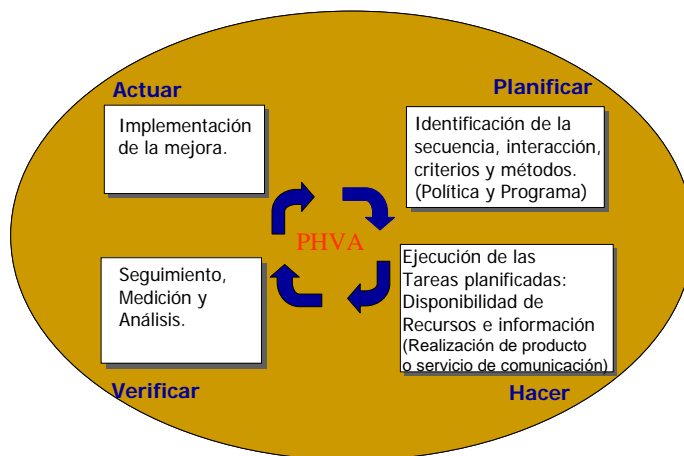 Actuar
Implementación
de la mejora.
Planificar
Identificación de la
secuencia, interacción,
criterios y métodos.
(Política y Programa)
PHVA
Seguimiento,
Medición y
Análisis.
Verificar
Ejecución de las
Tareas planificadas:
Disponibilidad de
Recursos e información
(Realización de producto
o servicio de comunicación)
Hacer